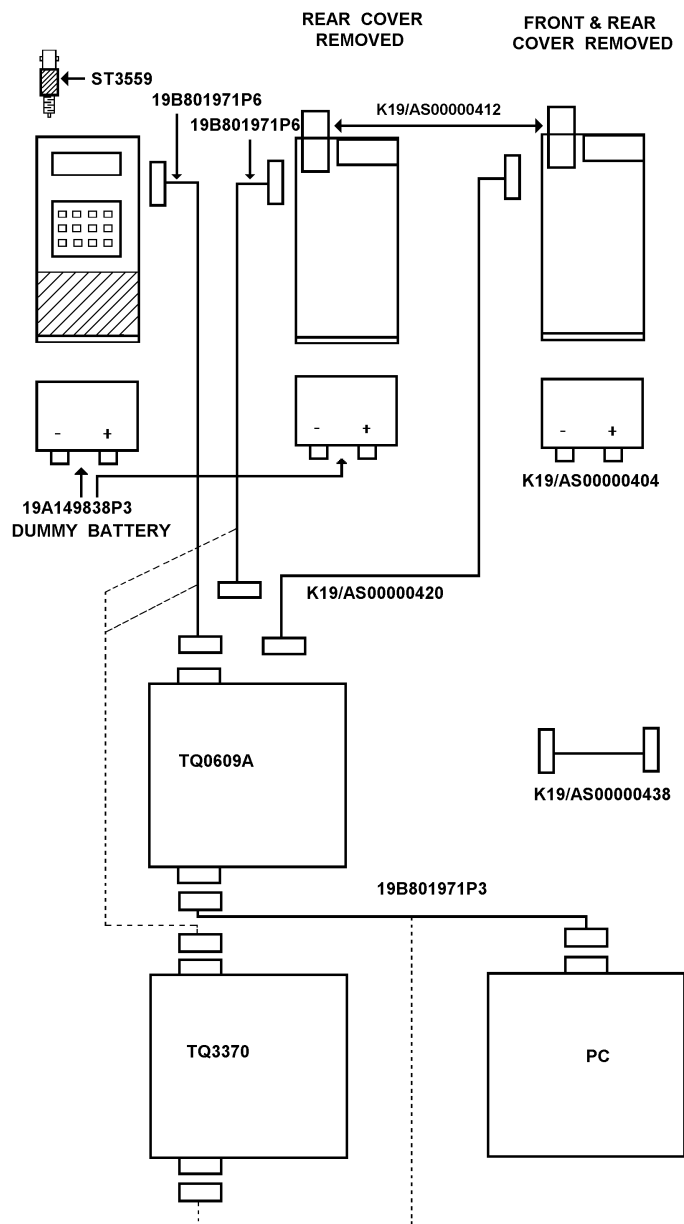 REAR COVER
REMOVED
FRONT & REAR
COVER REMOVED
ST3559
19B801971P6
19B801971P6
K19/AS00000412
- +
- +
- +
19A149838P3
DUMMY BATTERY
K19/AS00000404
K19/AS00000420
TQ0609A
K19/AS00000438
19B801971P3
TQ3370
PC